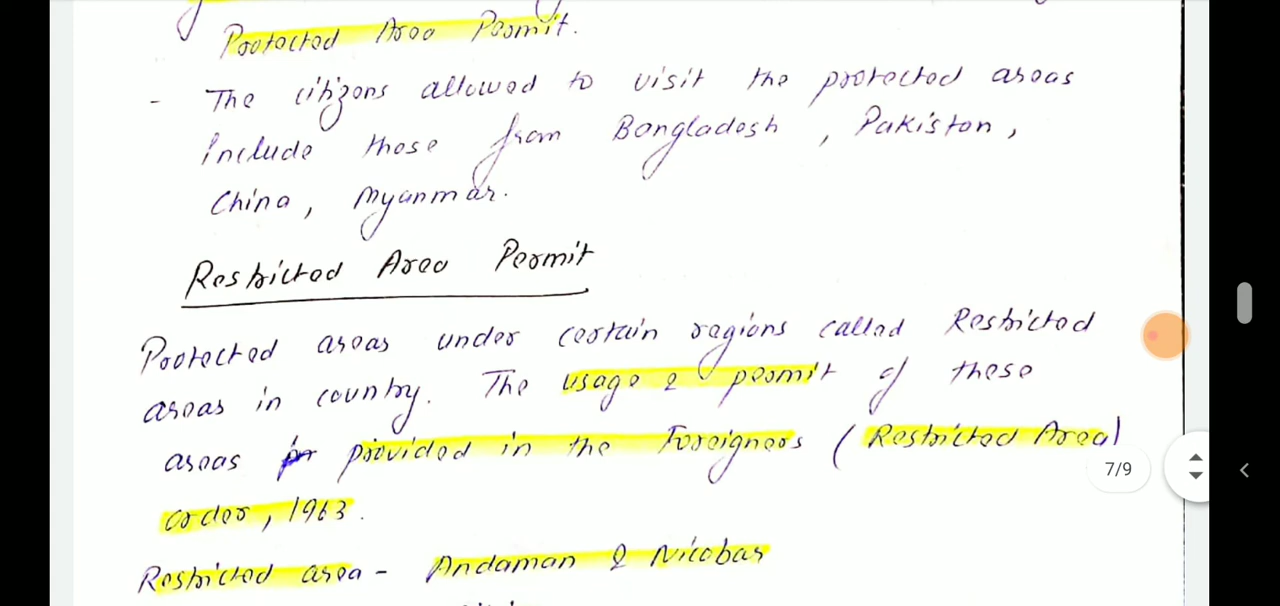 Protected Area Permit.
- The citizens allowed to visit the protected areas
include those from Bangladesh, Pakistan,
China, Myanmar.
Restricted Area Permit
Protected areas under certain regions called Restricted
areas in country. The usage & permit of these
areas provided in the Foreigners (Restricted Area)
order, 1963.
7/9
Restricted area - Andaman & Nicobar